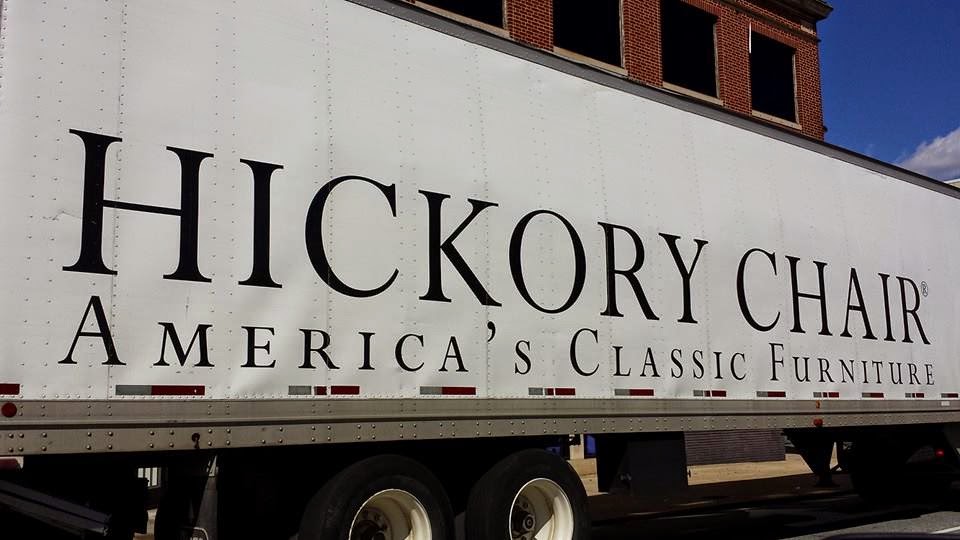 HICKORY CHAIR®
AMERICA'S CLASSIC FURNITURE